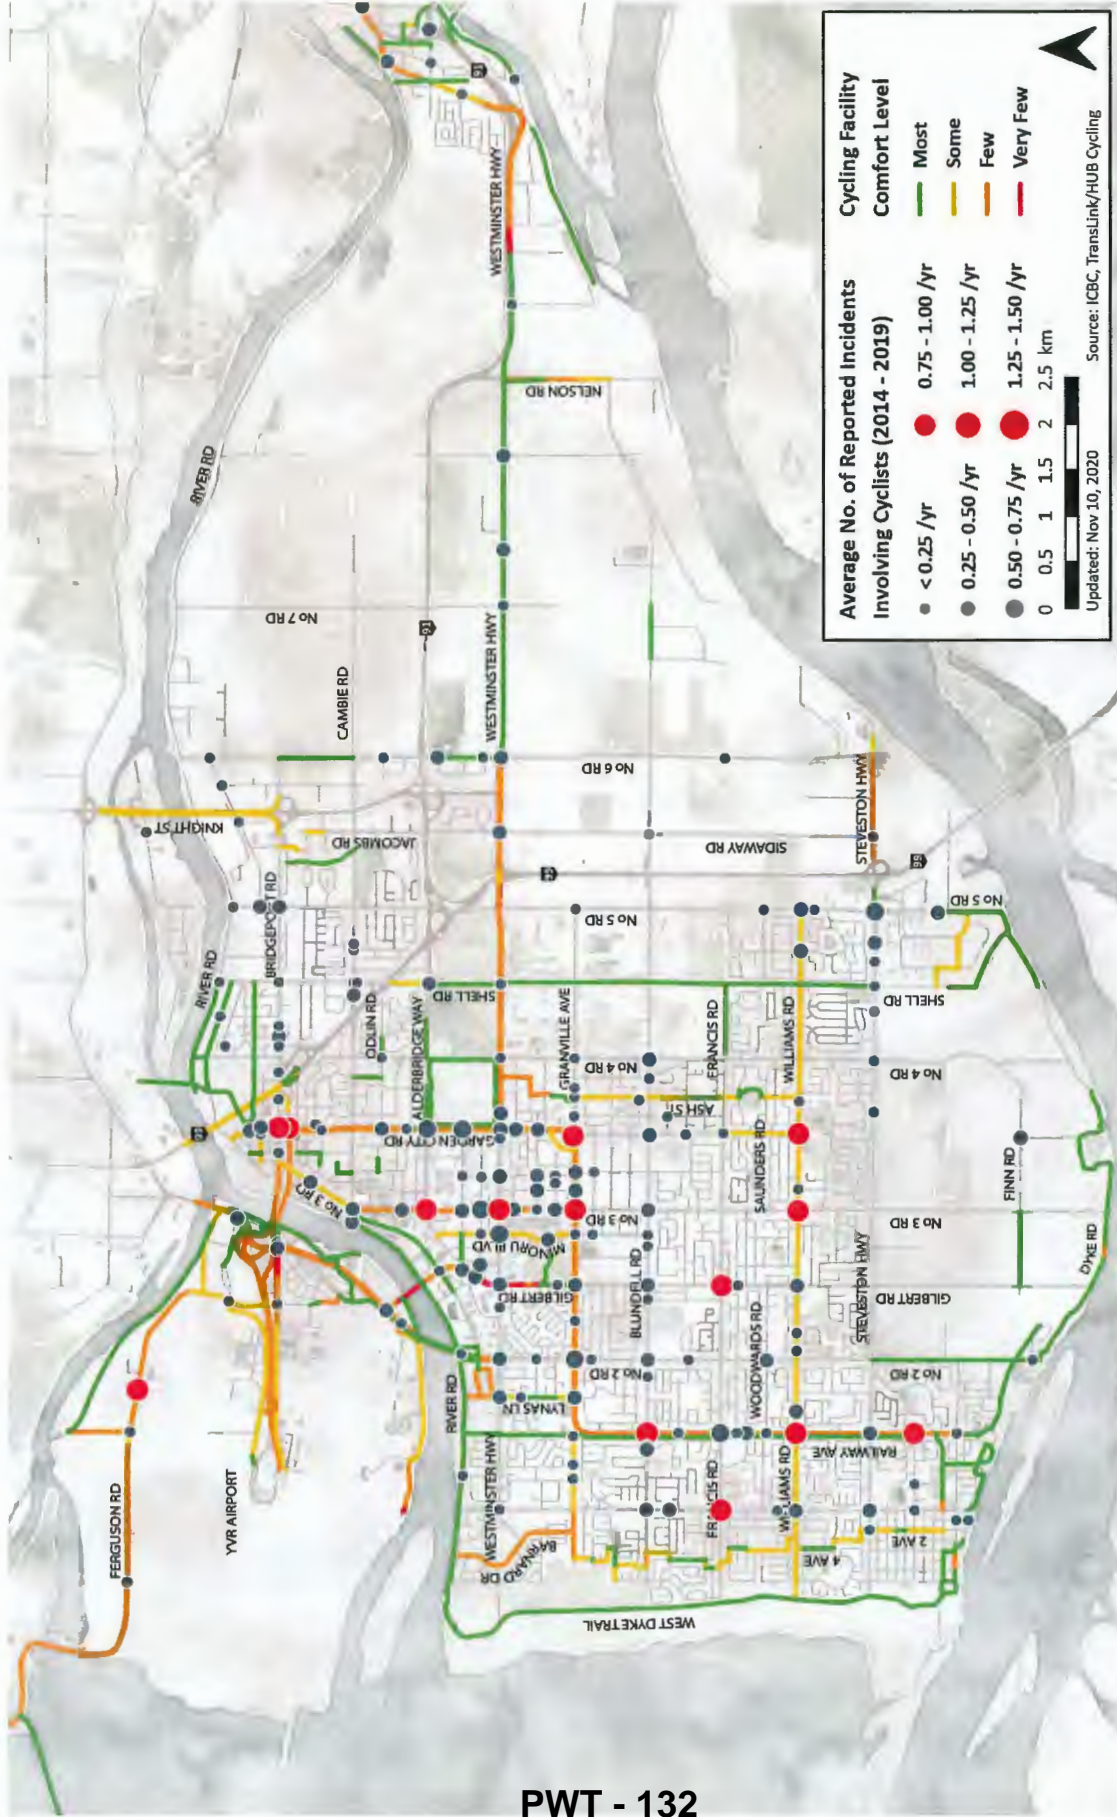 FERGUSON RD
YVR AIRPORT
RIVER RD
WESTMINSTER HWY
BARNARD DR
WEST DYKE TRAIL
LYNAS LN
No 2 RD
GILBERT RD
MINORU BLVD
No 3 RD
No 3 RD
GARDEN CITY RD
ALDERBRIDGE WAY
ODLIN RD
GRANVILLE AVE
BLUNDELL RD
FRANCIS RD
WOODWARDS RD
WILLIAMS RD
RAILWAY AVE
4 AVE
2 AVE
No 2 RD
GILBERT RD
STEVESTON HWY
No 3 RD
SAUNDERS RD
ASH ST
FRANCIS RD
WILLIAMS RD
No 4 RD
No 4 RD
FINN RD
DYKE RD
SHELL RD
SHELL RD
RIVER RD
BRIDGEPORT RD
No 5 RD
No 5 RD
99
99
99
KNIGHT ST
JACOMBS RD
SIDAWAY RD
STEVESTON HWY
No 6 RD
CAMBIE RD
WESTMINSTER HWY
91
No 7 RD
RIVER RD
NELSON RD
WESTMINSTER HWY
91
Average No. of Reported Incidents
Involving Cyclists (2014 - 2019)
< 0.25 /yr
0.25 - 0.50 /yr
0.50 - 0.75 /yr
0.75 - 1.00 /yr
1.00 - 1.25 /yr
1.25 - 1.50 /yr
Cycling Facility
Comfort Level
Most
Some
Few
Very Few
0 0.5 1 1.5 2 2.5 km
Updated: Nov 10, 2020
Source: ICBC, TransLink/HUB Cycling
PWT - 132